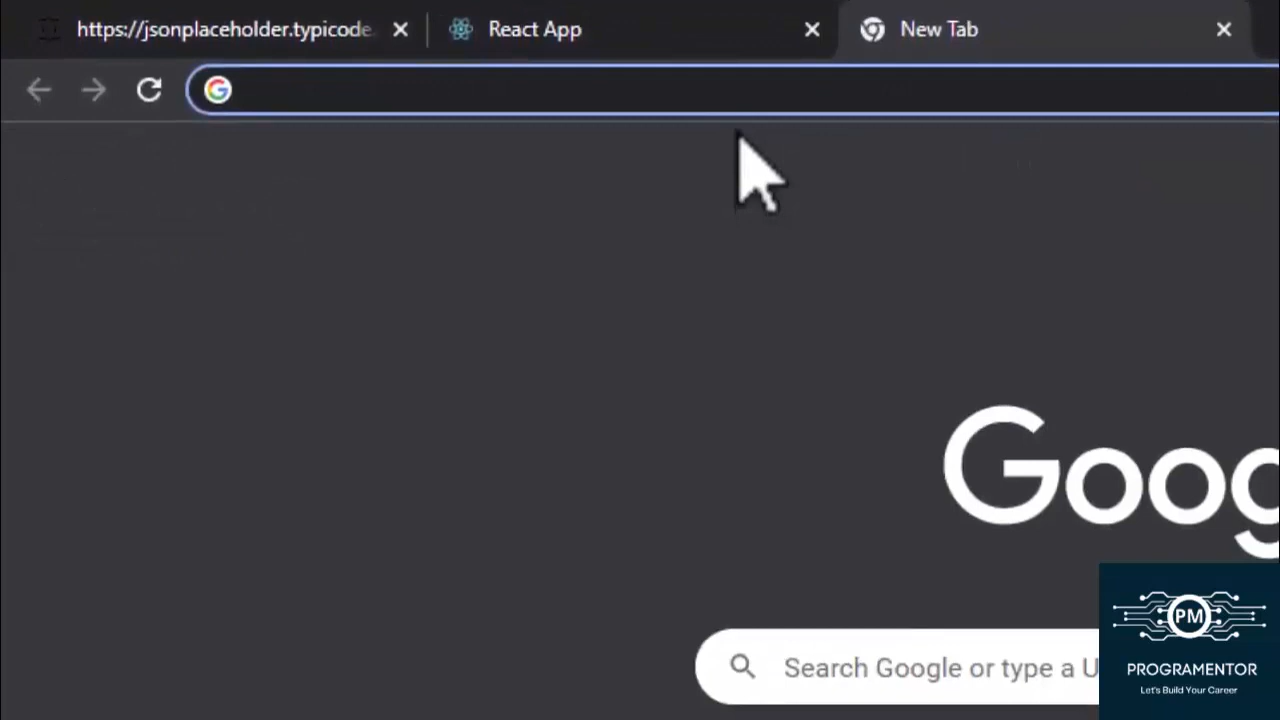 https://jsonplaceholder.typicode
React App
New Tab
Goog
Search Google or type a U
PM
PROGRAMENTOR
Let's Build Your Career